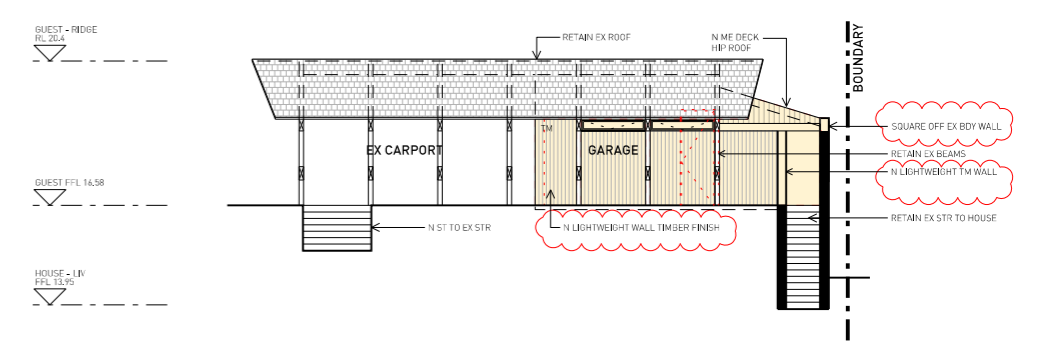 GUEST - RIDGE
RL 20.4
RETAIN EX ROOF
N ME DECK
HIP ROOF
BOUNDARY
SQUARE OFF EX BDY WALL
TM
EX CARPORT
GARAGE
RETAIN EX BEAMS
N LIGHTWEIGHT TM WALL
GUEST FFL 16.58
RETAIN EX STR TO HOUSE
N ST TO EX STR
N LIGHTWEIGHT WALL TIMBER FINISH
HOUSE - LIV
FFL 13.95